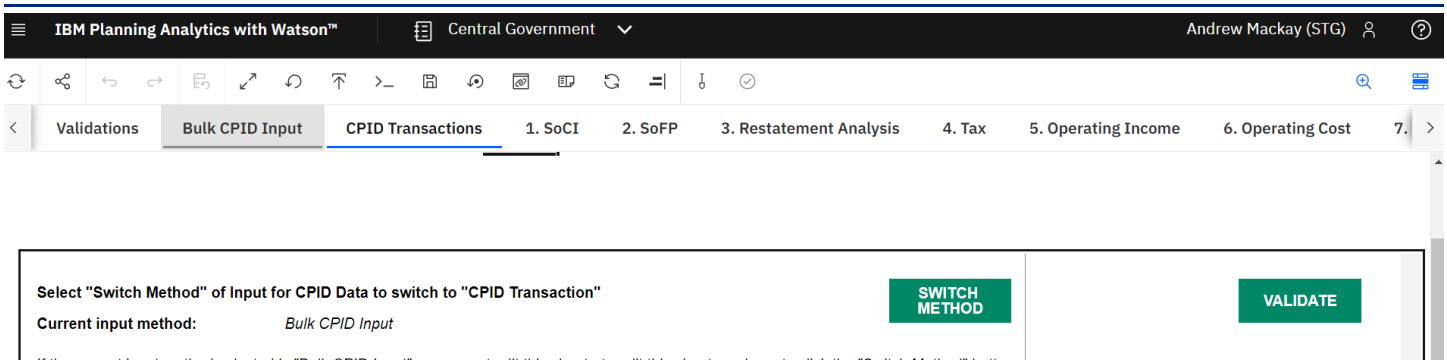 IBM Planning Analytics with Watson™
Central Government
Andrew Mackay (STG)
Validations
Bulk CPID Input
CPID Transactions
1. SoCI
2. SoFP
3. Restatement Analysis
4. Tax
5. Operating Income
6. Operating Cost
7.
Select "Switch Method" of Input for CPID Data to switch to "CPID Transaction"
SWITCH
METHOD
VALIDATE
Current input method: Bulk CPID Input